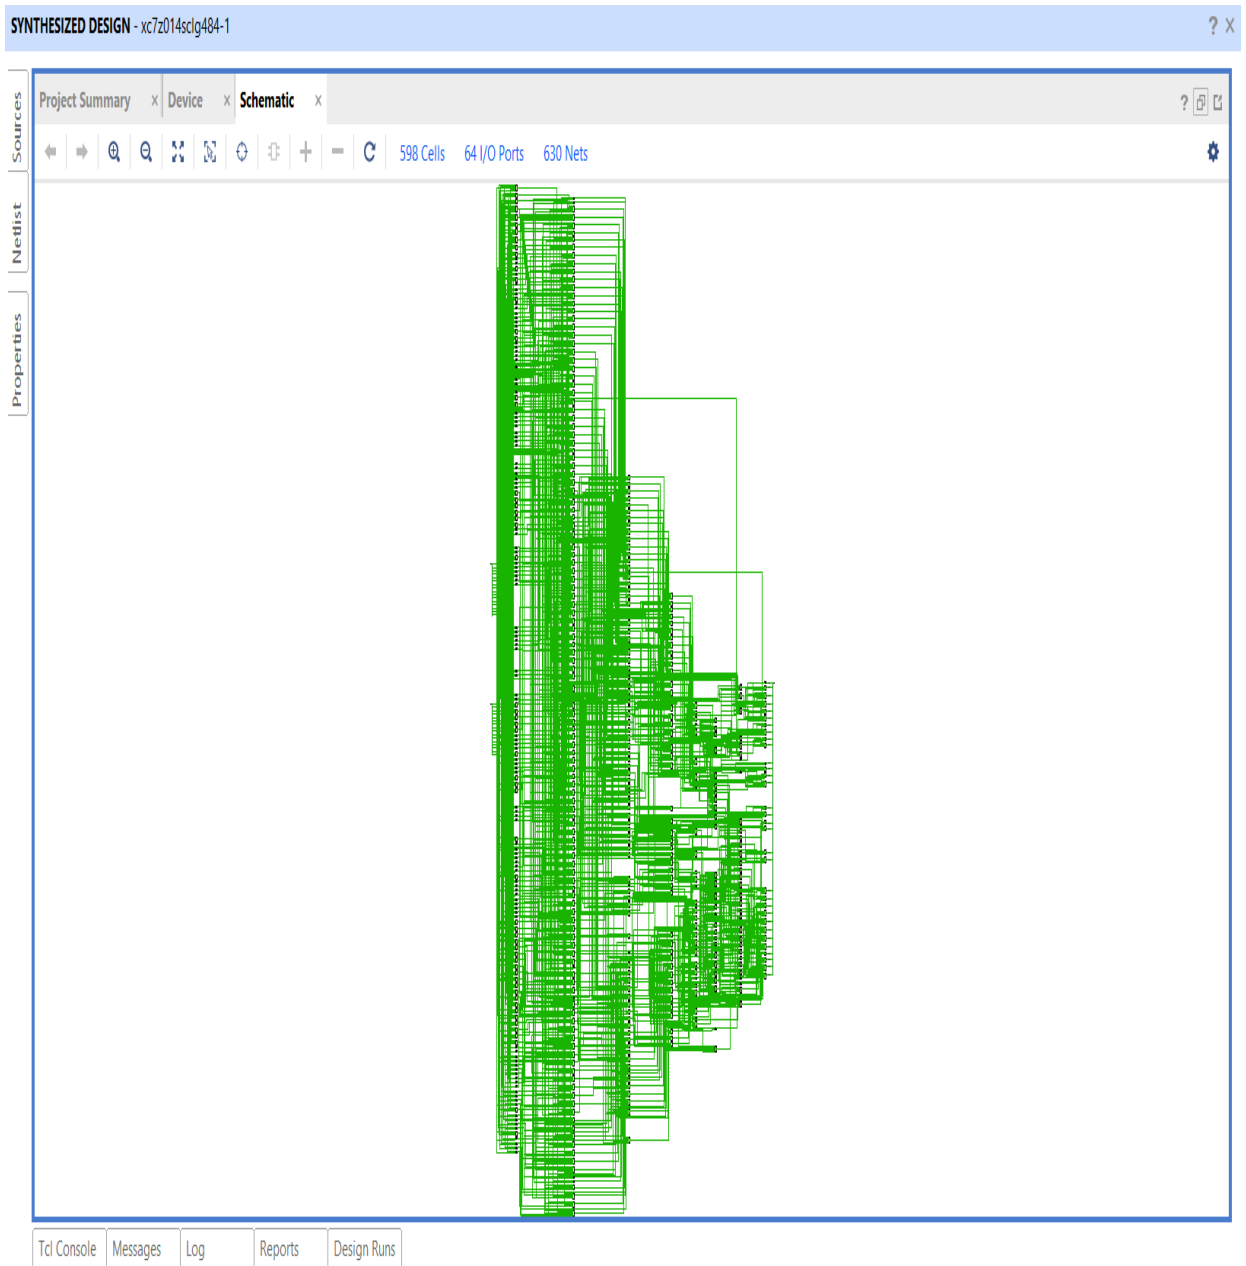 SYNTHESIZED DESIGN - xc7z014sclg484-1
? X
Sources
Netlist
Properties
Project Summary × Device × Schematic ×
?
598 Cells 64 I/O Ports 630 Nets
Tcl Console Messages Log Reports Design Runs